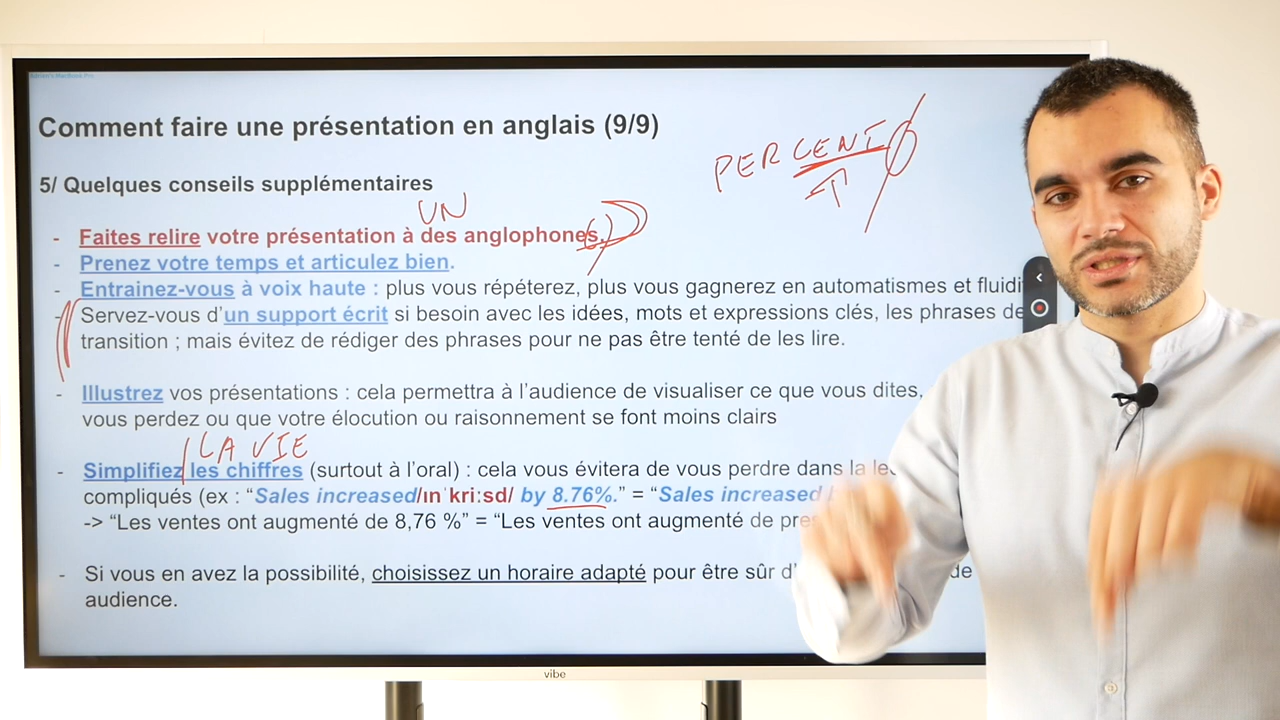 Comment faire une présentation en anglais (9/9)
PERCENT
5/ Quelques conseils supplémentaires
UN
- Faites relire votre présentation à des anglophones.
- Prenez votre temps et articulez bien.
- Entrainez-vous à voix haute : plus vous répéterez, plus vous gagnerez en automatismes et fluidi
- Servez-vous d'un support écrit si besoin avec les idées, mots et expressions clés, les phrases de
transition ; mais évitez de rédiger des phrases pour ne pas être tenté de les lire.
- Illustrez vos présentations : cela permettra à l'audience de visualiser ce que vous dites,
vous perdez ou que votre élocution ou raisonnement se font moins clairs
LA VIE
- Simplifiez les chiffres (surtout à l'oral) : cela vous évitera de vous perdre dans la le
compliqués (ex : "Sales increased/ɪnˈkriːsd/ by 8.76%." = "Sales increased /
-> "Les ventes ont augmenté de 8,76 %" = "Les ventes ont augmenté de pre
- Si vous en avez la possibilité, choisissez un horaire adapté pour être sûr d' de
audience.
vibe